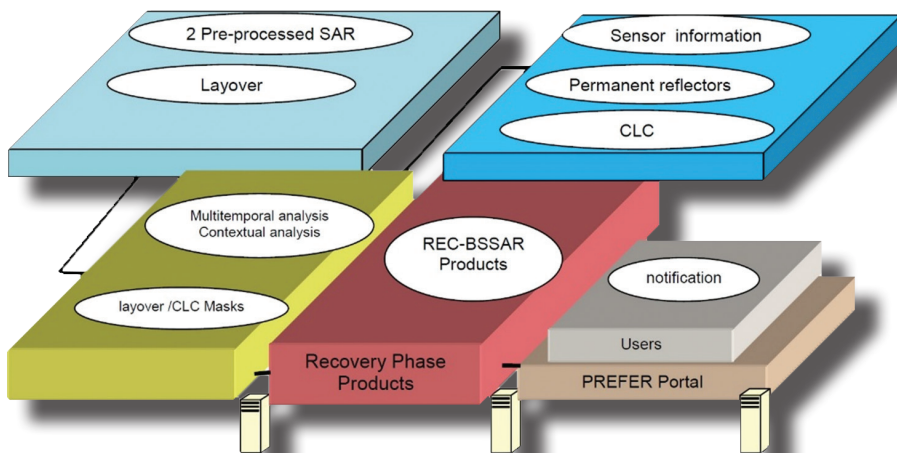 2 Pre-processed SAR
Layover
Sensor information
Permanent reflectors
CLC
Multitemporal analysis
Contextual analysis
layover /CLC Masks
REC-BSSAR
Products
Recovery Phase
Products
notification
Users
PREFER Portal